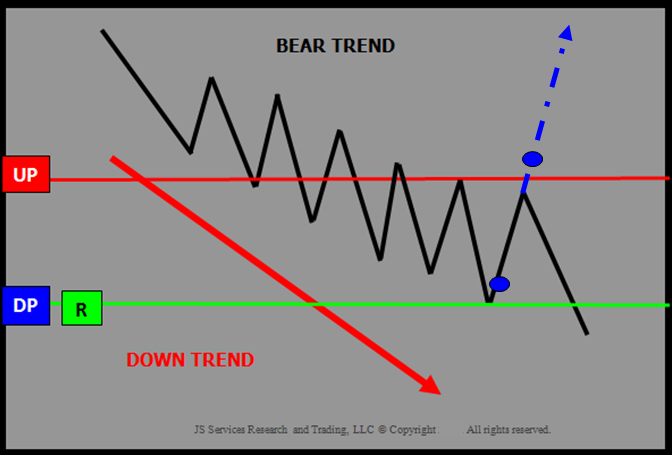 BEAR TREND
UP
DP
R
DOWN TREND
JS Services Research and Trading, LLC © Copyright All rights reserved.